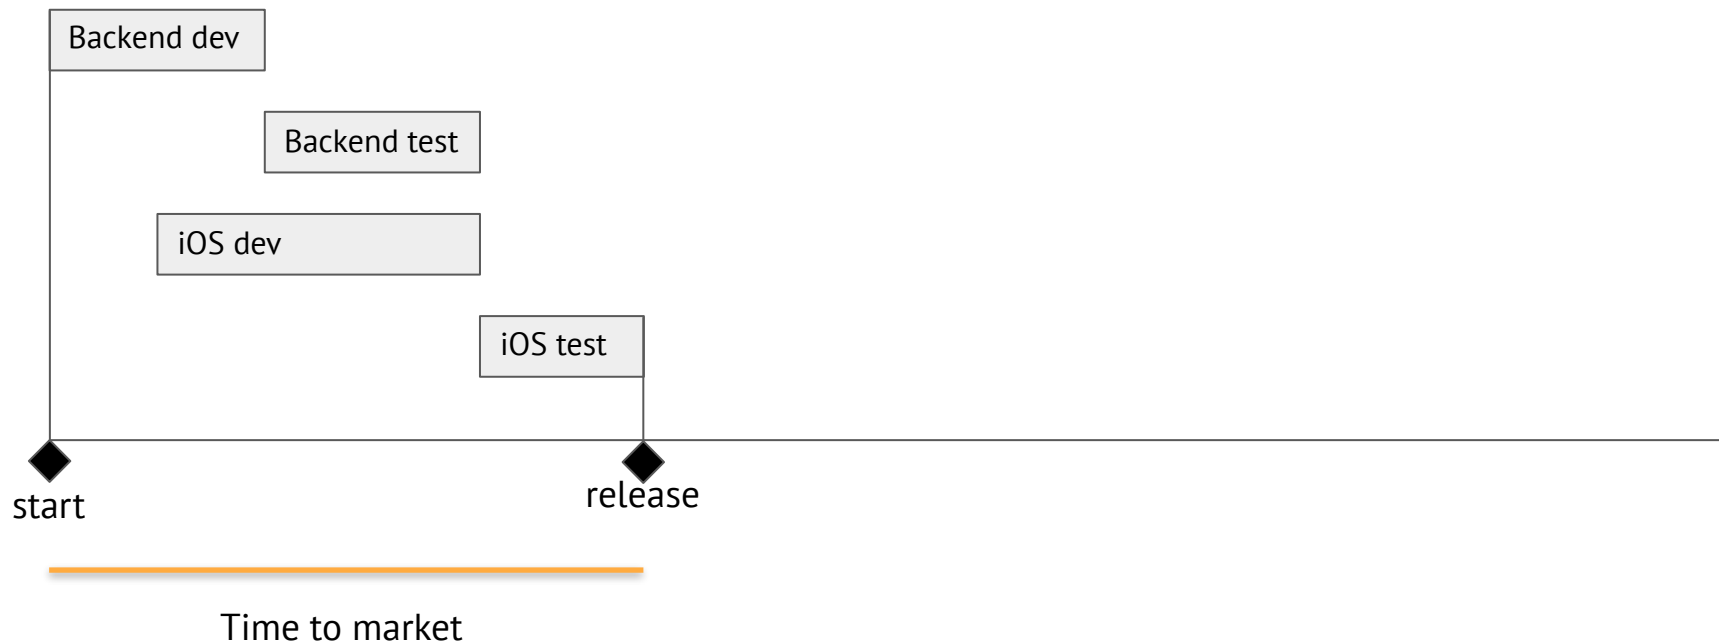 Backend dev
Backend test
iOS dev
iOS test
start
release
Time to market